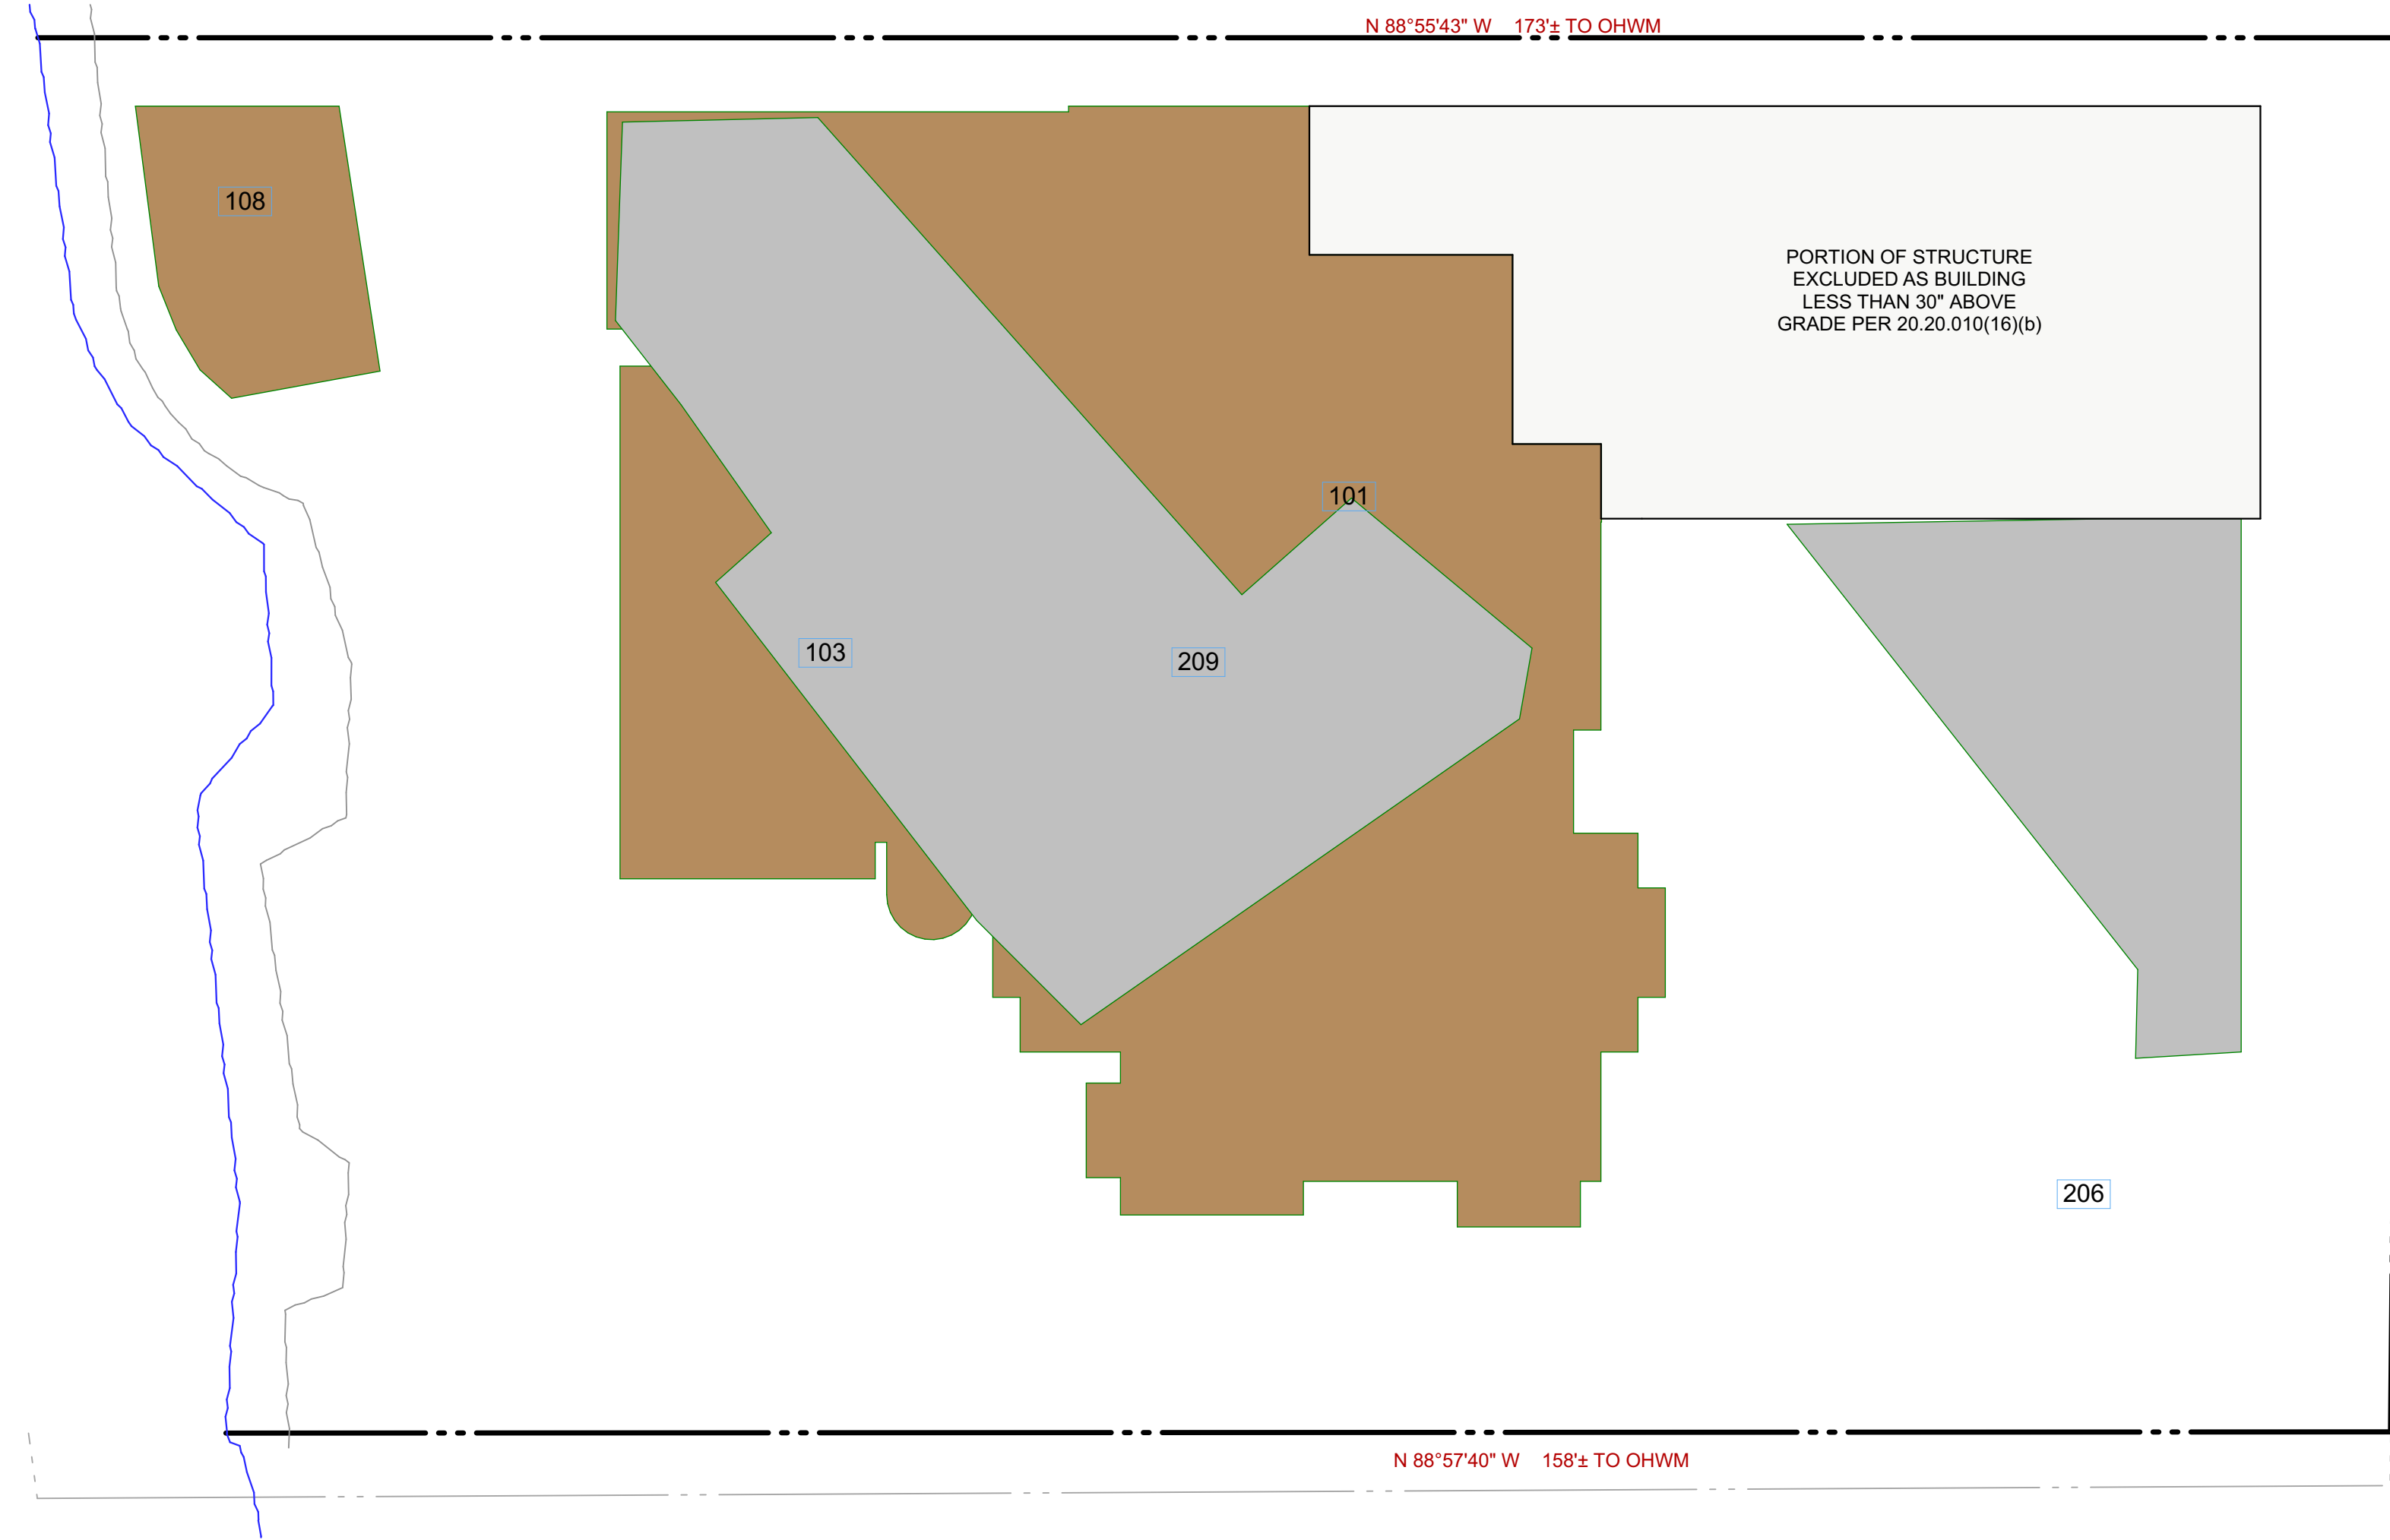 N 88°55'43" W 173'± TO OHWM
108
PORTION OF STRUCTURE
EXCLUDED AS BUILDING
LESS THAN 30" ABOVE
GRADE PER 20.20.010(16)(b)
101
103
209
206
N 88°57'40" W 158'± TO OHWM